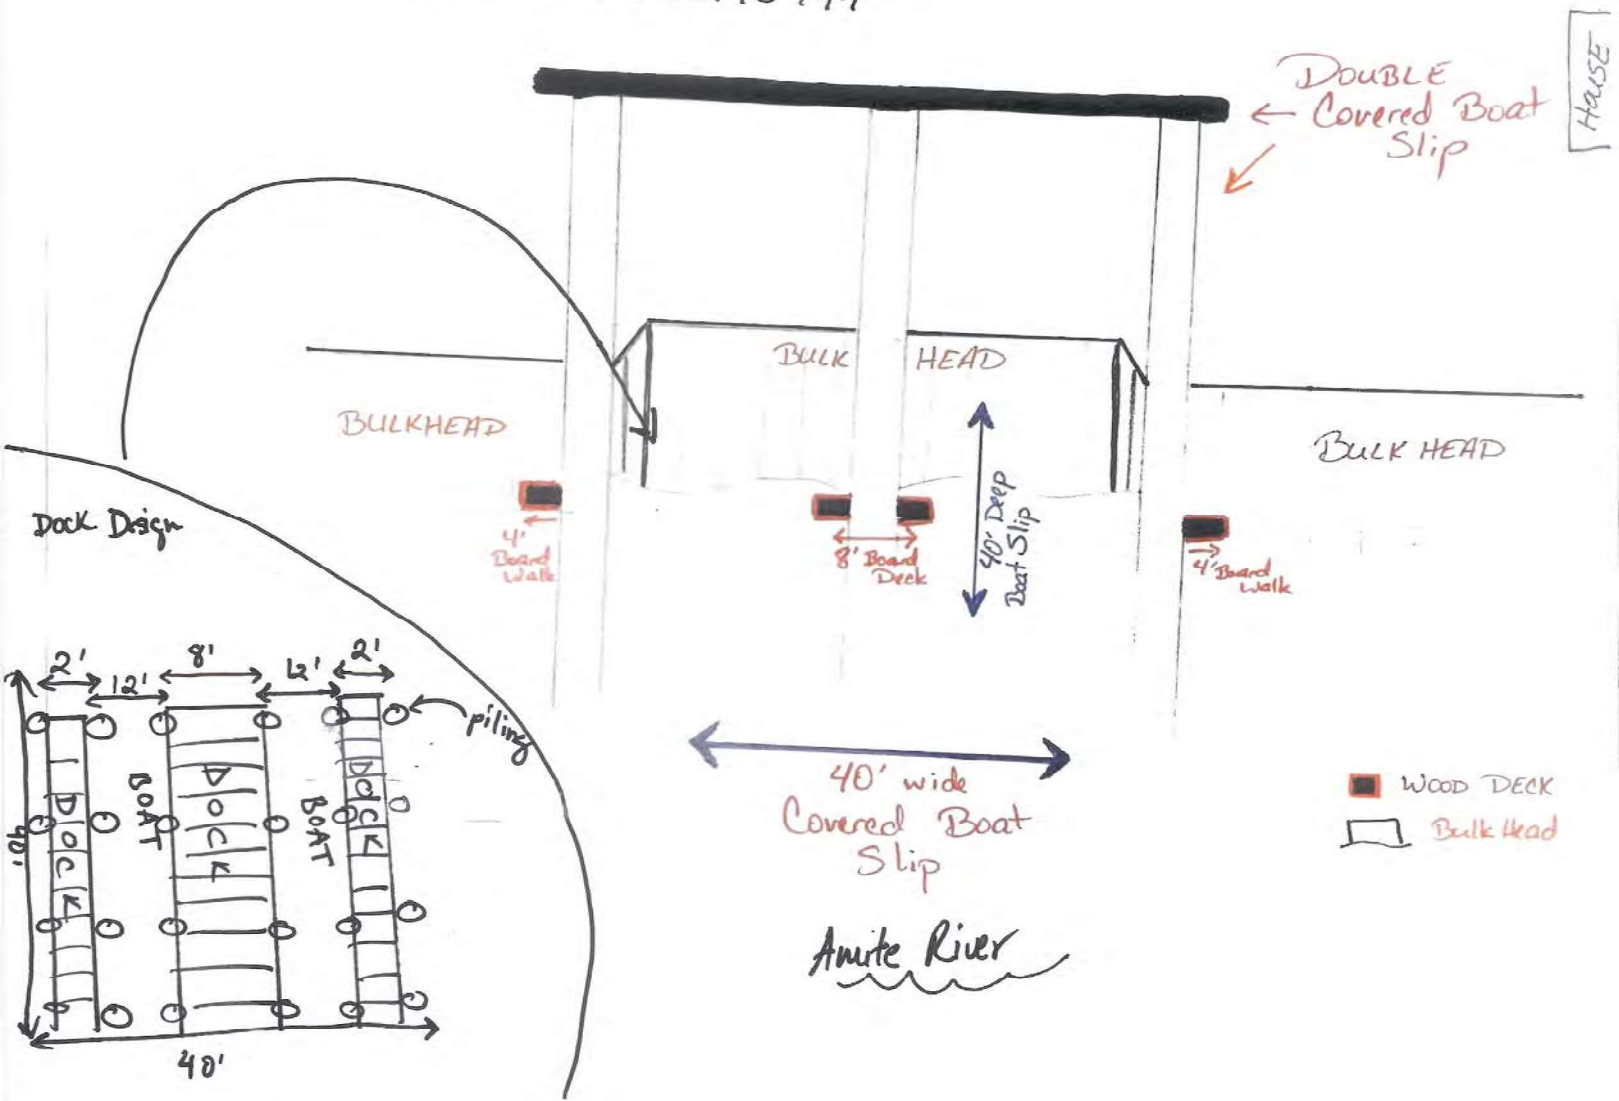 HOUSE
DOUBLE
Covered Boat
Slip
BULK HEAD
BULKHEAD
BULK HEAD
Dock Design
4'
Board
Walk
8' Board
Deck
40' Deep
Boat Slip
4' Board
Walk
2'
12'
8'
12'
2'
piling
DOCK
BOAT
DOCK
BOAT
DOCK
40'
40'
40' wide
Covered Boat
Slip
WOOD DECK
Bulk Head
Amite River